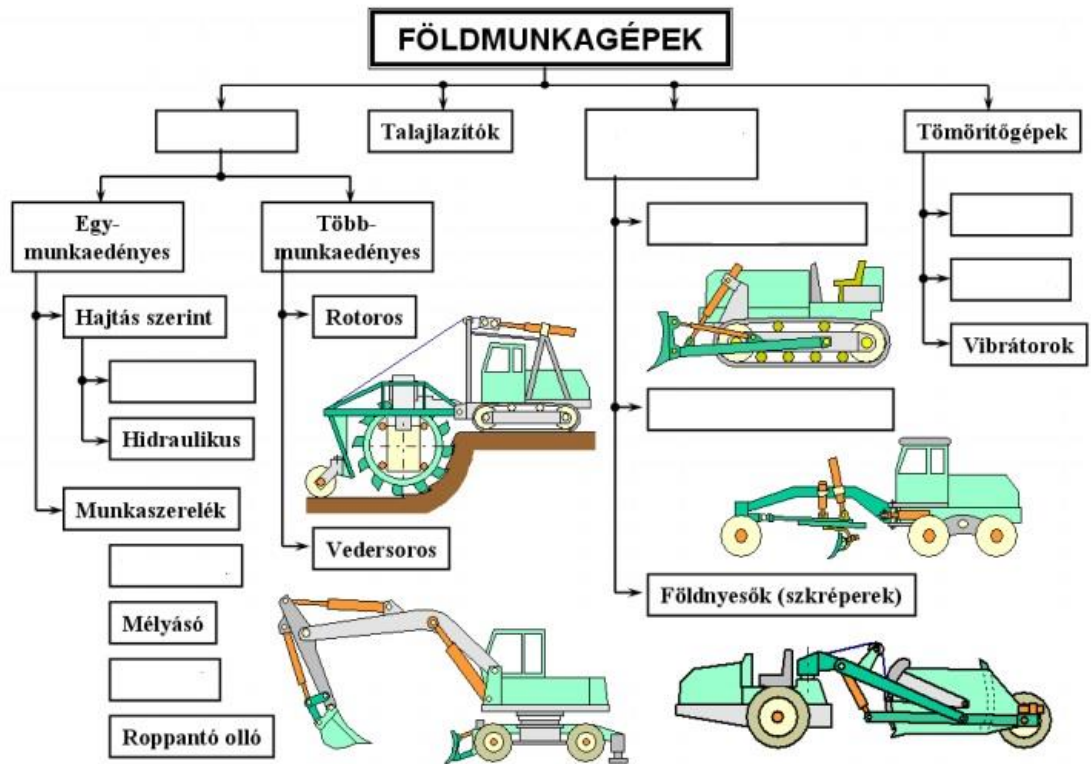 FÖLDMUNKAGÉPEK
Talajlazítók
Tömörítőgépek
Egy-
munkaedényes
Több-
munkaedényes
Hajtás szerint
Rotoros
Vibrátorok
Hidraulikus
Munkaszerelék
Vedersoros
Földnyesők (szkréperek)
Mélyásó
Roppantó olló